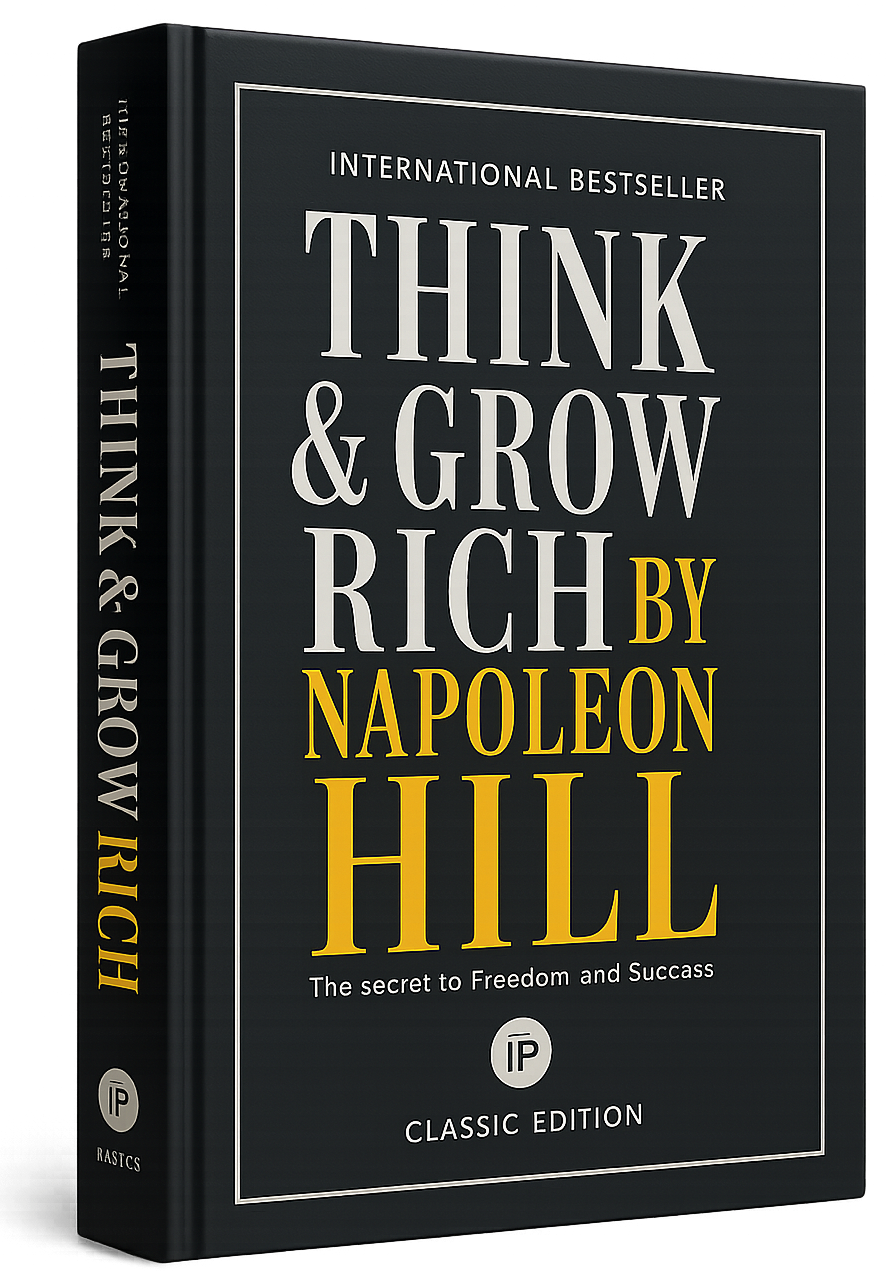 INTERNATIONAL BESTSELLER
THINK
& GROW
RICH BY
NAPOLEON
HILL
The secret to Freedom and Succass
IP
CLASSIC EDITION
THINK & GROW RICH
IP
RASTCS